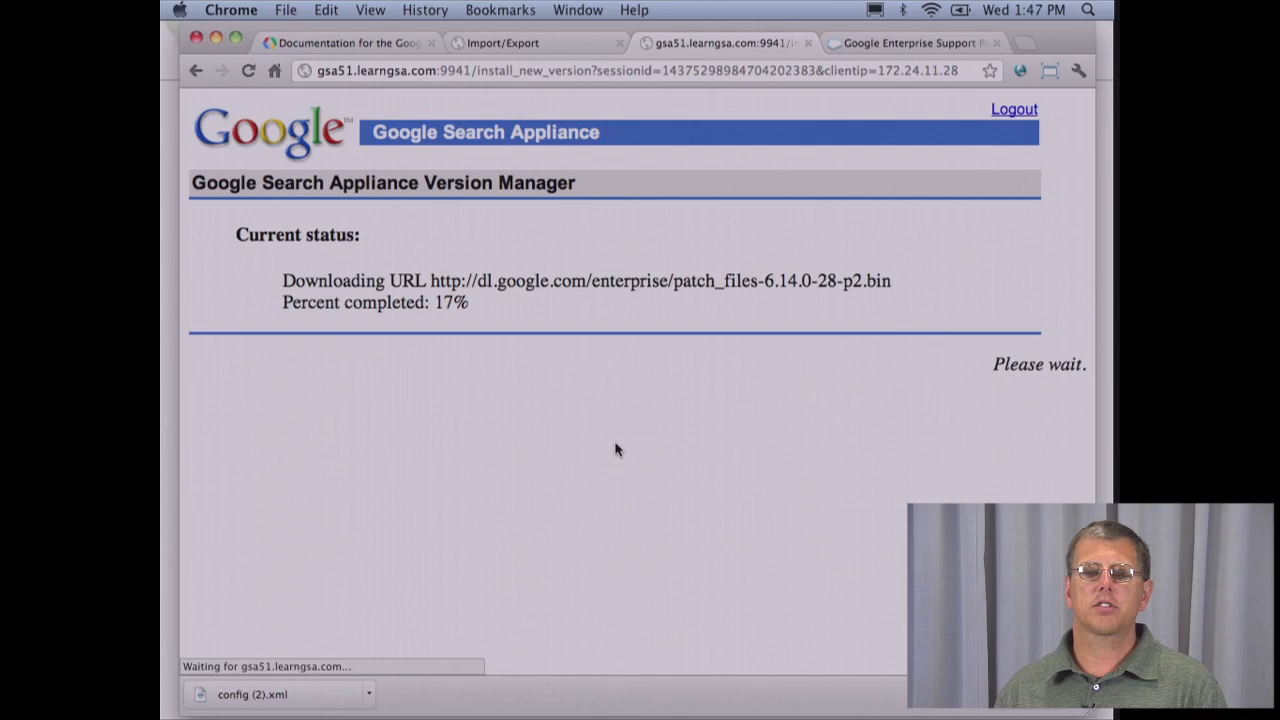 Chrome File Edit View History Bookmarks Window Help Wed 1:47 PM
Documentation for the Goog Import/Export gsa51.learngsa.com:9941/in Google Enterprise Support P
gsa51.learngsa.com:9941/install_new_version?sessionid=14375298984704202383&clientip=172.24.11.28
Logout
Google™ Google Search Appliance
Google Search Appliance Version Manager
Current status:
Downloading URL http://dl.google.com/enterprise/patch_files-6.14.0-28-p2.bin
Percent completed: 17%
Please wait.
Waiting for gsa51.learngsa.com...
config (2).xml